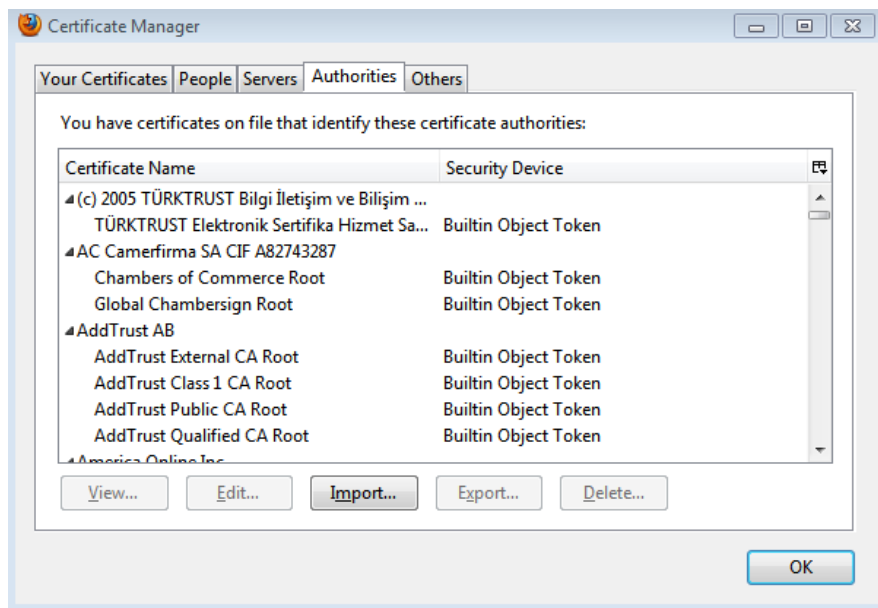 Certificate Manager
Your Certificates People Servers Authorities Others
You have certificates on file that identify these certificate authorities:
Certificate Name Security Device
(c) 2005 TÜRKTRUST Bilgi İletişim ve Bilişim ...
TÜRKTRUST Elektronik Sertifika Hizmet Sa... Builtin Object Token
AC Camerfirma SA CIF A82743287
Chambers of Commerce Root Builtin Object Token
Global Chambersign Root Builtin Object Token
AddTrust AB
AddTrust External CA Root Builtin Object Token
AddTrust Class 1 CA Root Builtin Object Token
AddTrust Public CA Root Builtin Object Token
AddTrust Qualified CA Root Builtin Object Token
America Online Inc
View... Edit... Import... Export... Delete...
OK